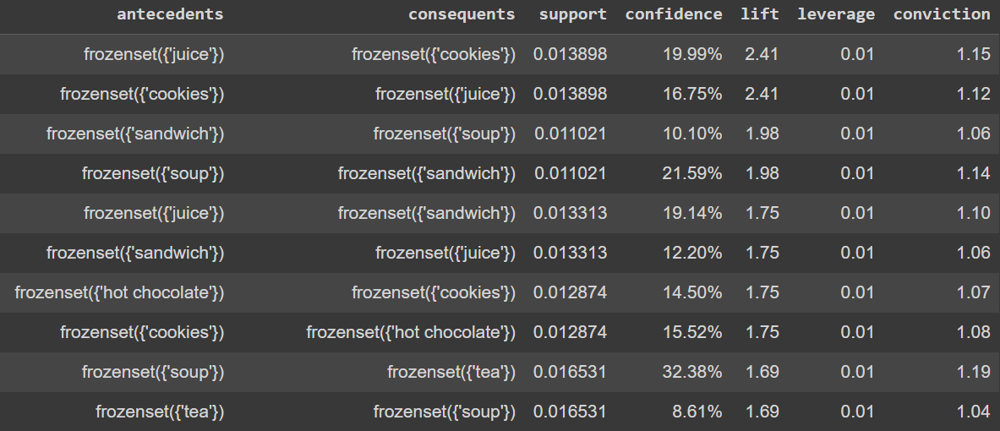 antecedents consequents support confidence lift leverage conviction
frozenset({'juice'}) frozenset({'cookies'}) 0.013898 19.99% 2.41 0.01 1.15
frozenset({'cookies'}) frozenset({'juice'}) 0.013898 16.75% 2.41 0.01 1.12
frozenset({'sandwich'}) frozenset({'soup'}) 0.011021 10.10% 1.98 0.01 1.06
frozenset({'soup'}) frozenset({'sandwich'}) 0.011021 21.59% 1.98 0.01 1.14
frozenset({'juice'}) frozenset({'sandwich'}) 0.013313 19.14% 1.75 0.01 1.10
frozenset({'sandwich'}) frozenset({'juice'}) 0.013313 12.20% 1.75 0.01 1.06
frozenset({'hot chocolate'}) frozenset({'cookies'}) 0.012874 14.50% 1.75 0.01 1.07
frozenset({'cookies'}) frozenset({'hot chocolate'}) 0.012874 15.52% 1.75 0.01 1.08
frozenset({'soup'}) frozenset({'tea'}) 0.016531 32.38% 1.69 0.01 1.19
frozenset({'tea'}) frozenset({'soup'}) 0.016531 8.61% 1.69 0.01 1.04